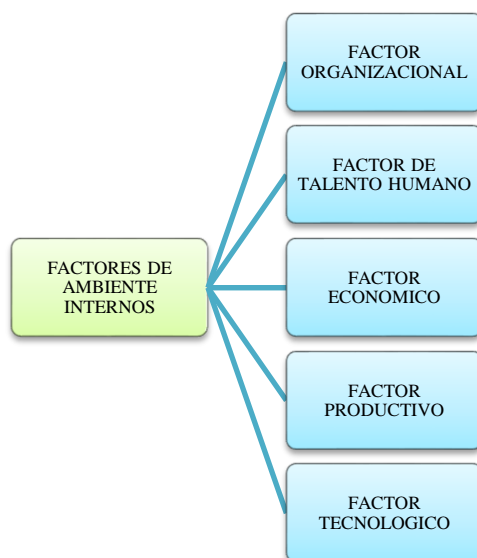 FACTOR
ORGANIZACIONAL
FACTOR DE
TALENTO HUMANO
FACTORES DE
AMBIENTE
INTERNOS
FACTOR
ECONOMICO
FACTOR
PRODUCTIVO
FACTOR
TECNOLOGICO